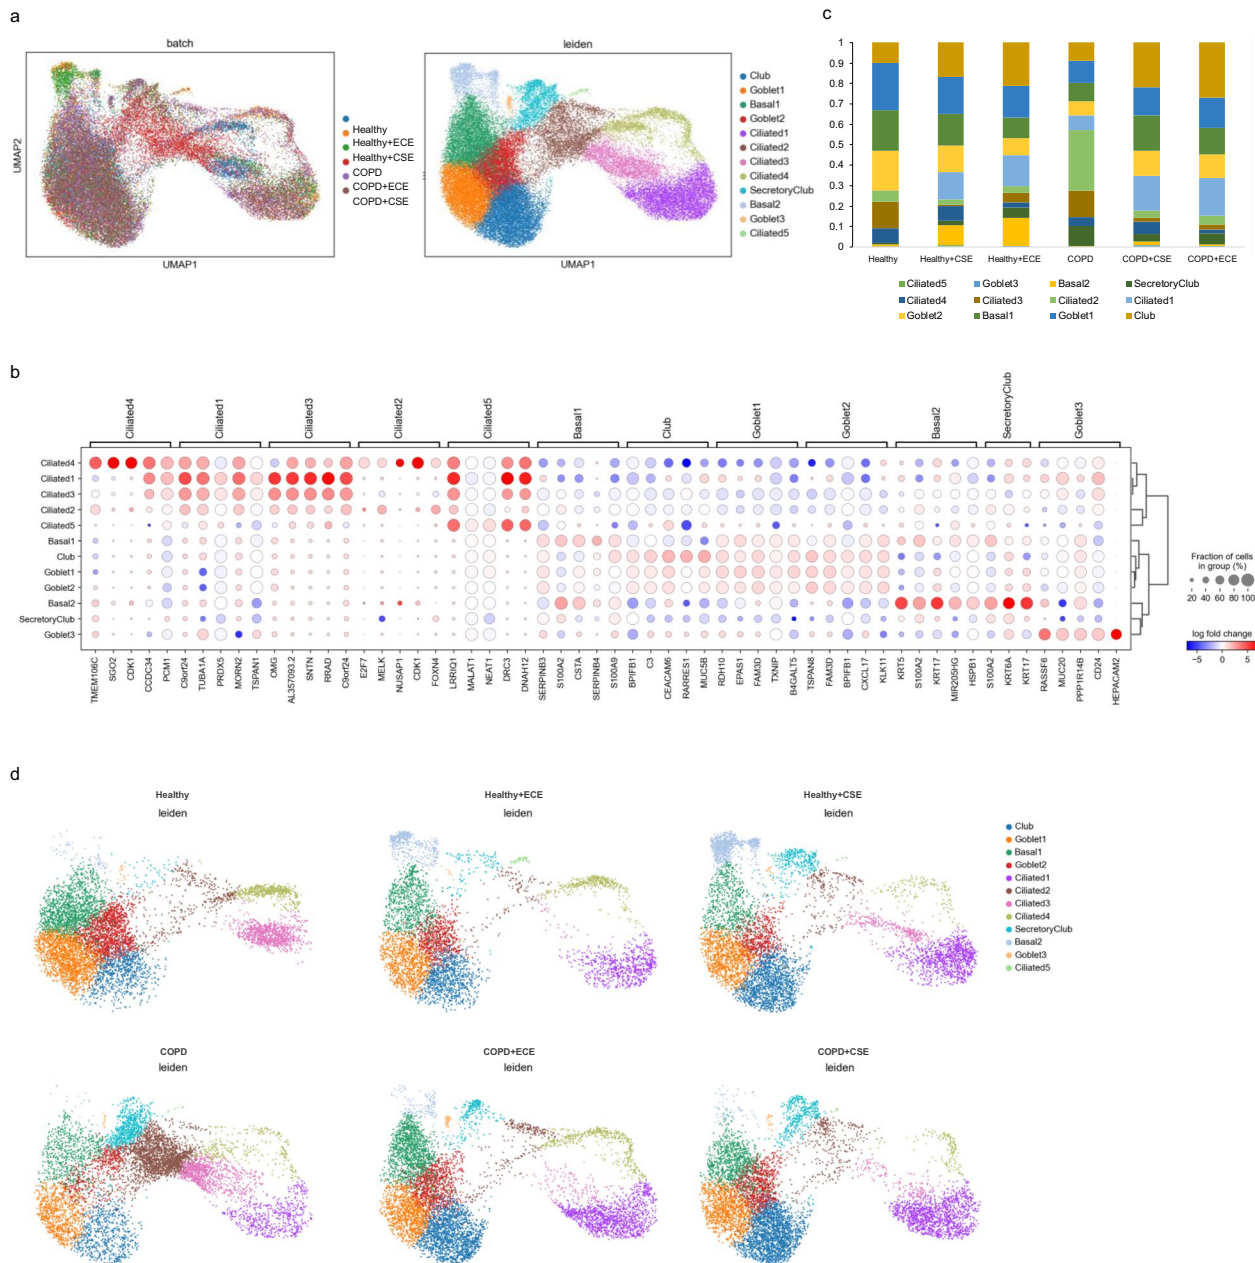 a
batch
UMAP2
UMAP1
Healthy
Healthy+ECE
Healthy+CSE
COPD
COPD+ECE
COPD+CSE
leiden
UMAP1
Club
Goblet1
Basal1
Goblet2
Ciliated1
Ciliated2
Ciliated3
Ciliated4
SecretoryClub
Basal2
Goblet3
Ciliated5
c
1
0.9
0.8
0.7
0.6
0.5
0.4
0.3
0.2
0.1
0
Healthy Healthy+CSE Healthy+ECE COPD COPD+CSE COPD+ECE
Ciliated5 Goblet3 Basal2 SecretoryClub
Ciliated4 Ciliated3 Ciliated2 Ciliated1
Goblet2 Basal1 Goblet1 Club
b
Ciliated4 Ciliated1 Ciliated3 Ciliated2 Ciliated5 Basal1 Club Goblet1 Goblet2 Basal2 SecretoryClub Goblet3
Ciliated4
Ciliated1
Ciliated3
Ciliated2
Ciliated5
Basal1
Club
Goblet1
Goblet2
Basal2
SecretoryClub
Goblet3
TMEM106C SGO2 CDK1 CCDC34 PCM1 C9orf24 TUBA1A PRDX5 MORN2 TSPAN1 OMG AL357093.2 SNTN RRAD C9orf24 E2F7 MELK NUSAP1 CDK1 FOXN4 LRRIQ1 MALAT1 NEAT1 DRC3 DNAH12 SERPINB3 S100A2 CSTA SERPINB4 S100A9 BPIFB1 C3 CEACAM6 RARRES1 MUC5B RDH10 EPAS1 FAM3D TXNIP B4GALT5 TSPAN8 FAM3D BPIFB1 CXCL17 KLK11 KRT5 S100A2 KRT17 MIR205HG HSPB1 S100A2 KRT6A KRT17 RASSF6 MUC20 PPP1R14B CD24 HEPACAM2
Fraction of cells
in group (%)
20 40 60 80 100
log fold change
−5 0 5
d
Healthy
leiden
Healthy+ECE
leiden
Healthy+CSE
leiden
Club
Goblet1
Basal1
Goblet2
Ciliated1
Ciliated2
Ciliated3
Ciliated4
SecretoryClub
Basal2
Goblet3
Ciliated5
COPD
leiden
COPD+ECE
leiden
COPD+CSE
leiden